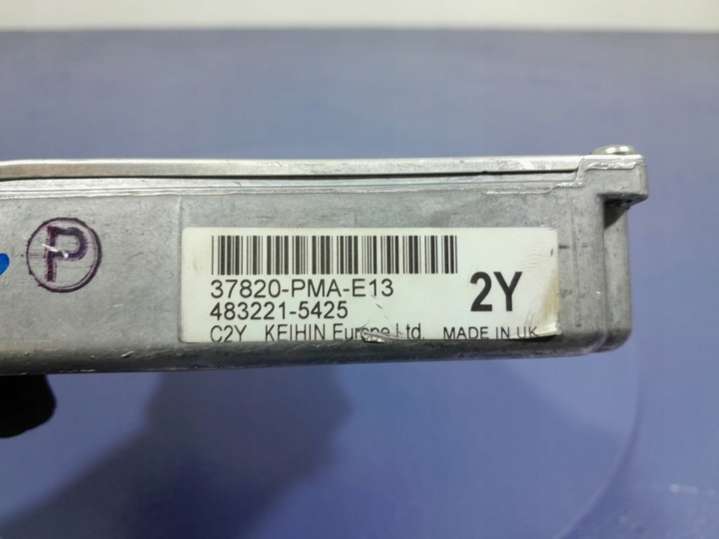 P
37820-PMA-E13
2Y
483221-5425
C2Y KEIHIN Europe Ltd. MADE IN UK